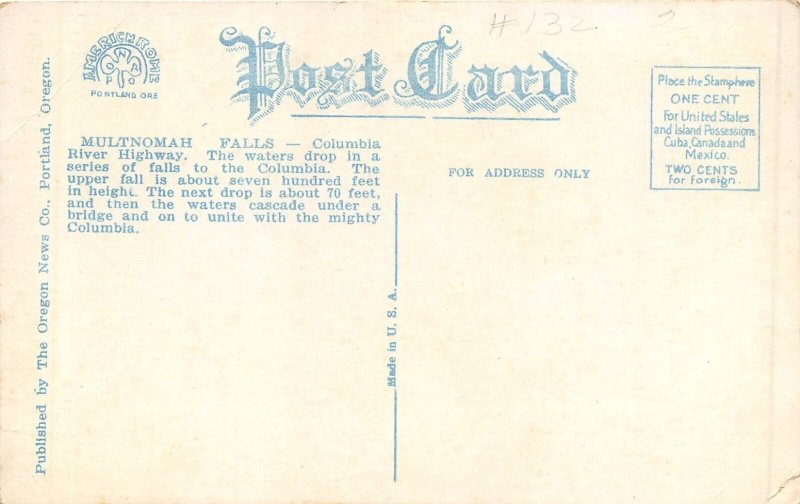 #132 2
AMERICHROME
PORTLAND ORE
Post Card
Place the Stamp here
ONE CENT
For United States
and Island Possessions
Cuba, Canada and
Mexico.
TWO CENTS
for foreign.
MULTNOMAH FALLS — Columbia
River Highway. The waters drop in a
series of falls to the Columbia. The
upper fall is about seven hundred feet
in height. The next drop is about 70 feet,
and then the waters cascade under a
bridge and on to unite with the mighty
Columbia.
FOR ADDRESS ONLY
Published by The Oregon News Co., Portland, Oregon.
Made in U. S. A.